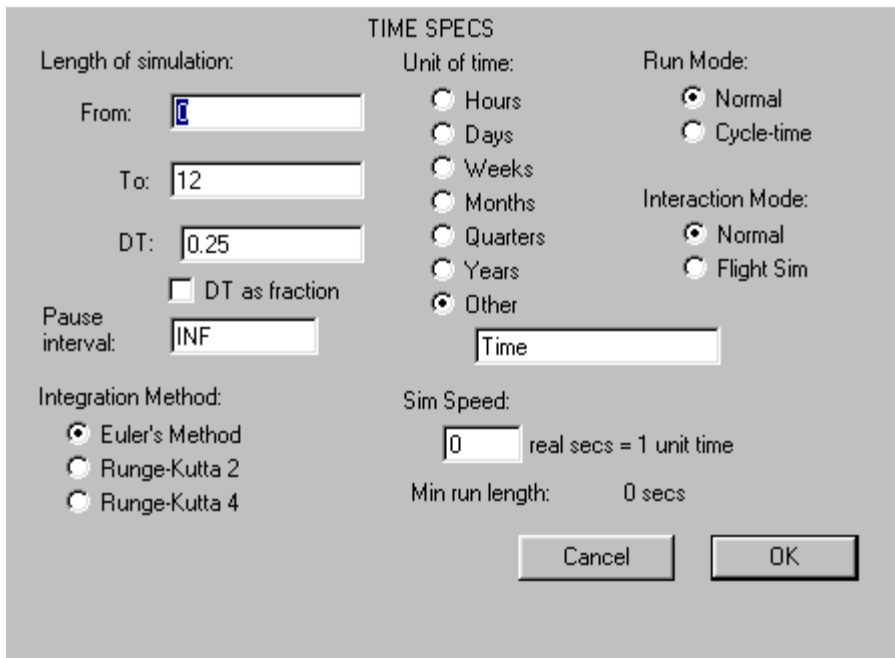 TIME SPECS
Length of simulation:
From: 0
To: 12
DT: 0.25
DT as fraction
Pause
interval: INF
Integration Method:
Euler's Method
Runge-Kutta 2
Runge-Kutta 4
Unit of time:
Hours
Days
Weeks
Months
Quarters
Years
Other
Time
Sim Speed:
0 real secs = 1 unit time
Min run length: 0 secs
Run Mode:
Normal
Cycle-time
Interaction Mode:
Normal
Flight Sim
Cancel
OK